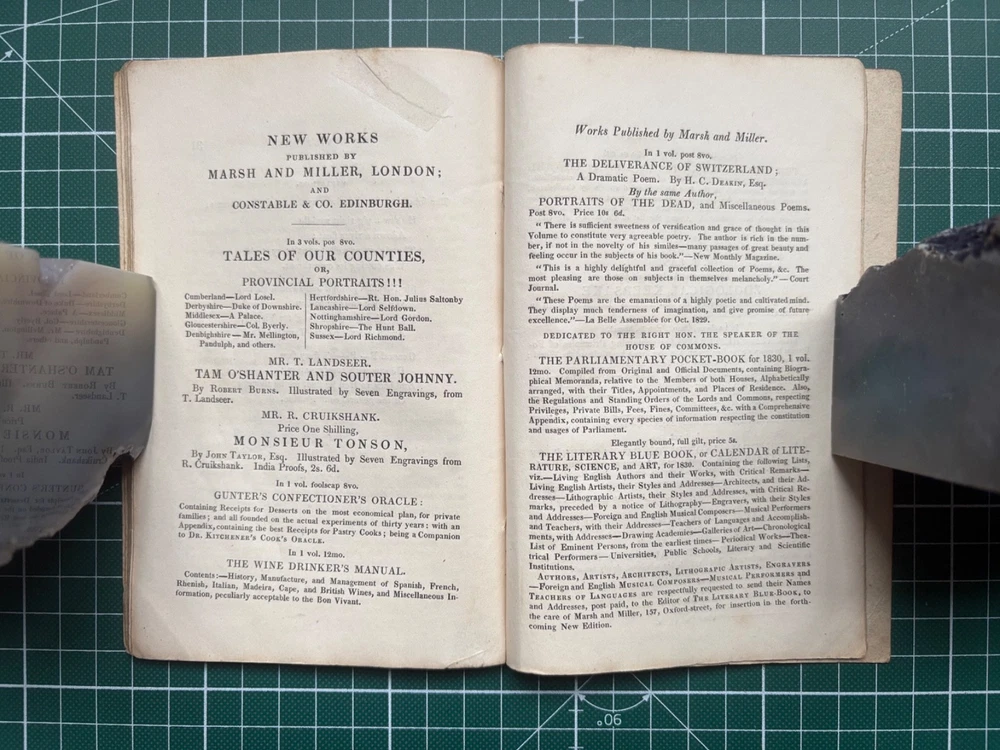 NEW WORKS
PUBLISHED BY
MARSH AND MILLER, LONDON;
AND
CONSTABLE & CO. EDINBURGH.
In 3 vols. pos 8vo.
TALES OF OUR COUNTIES,
OR,
PROVINCIAL PORTRAITS!!!
Cumberland—Lord Losel.
Derbyshire—Duke of Downshire.
Middlesex—A Palace.
Gloucestershire—Col. Byerly.
Denbighshire—Mr. Mellington,
Pandulph, and others.
Hertfordshire—Rt. Hon. Julius Saltonby
Lancashire—Lord Selfdown.
Nottinghamshire—Lord Gordon.
Shropshire—The Hunt Ball.
Sussex—Lord Richmond.
MR. T. LANDSEER.
TAM O'SHANTER AND SOUTER JOHNNY.
By ROBERT BURNS. Illustrated by Seven Engravings, from
T. Landseer.
MR. R. CRUIKSHANK.
Price One Shilling,
MONSIEUR TONSON,
By JOHN TAYLOR, Esq. Illustrated by Seven Engravings from
R. Cruikshank. India Proofs, 2s. 6d.
In 1 vol. foolscap 8vo.
GUNTER'S CONFECTIONER'S ORACLE:
Containing Receipts for Desserts on the most economical plan, for private
families; and all founded on the actual experiments of thirty years; with an
Appendix, containing the best Receipts for Pastry Cooks; being a Companion
to DR. KITCHENER'S COOK'S ORACLE.
In 1 vol. 12mo.
THE WINE DRINKER'S MANUAL.
Contents:—History, Manufacture, and Management of Spanish, French,
Rhenish, Italian, Madeira, Cape, and British Wines, and Miscellaneous In-
formation, peculiarly acceptable to the Bon Vivant.
Works Published by Marsh and Miller.
In 1 vol. post 8vo.
THE DELIVERANCE OF SWITZERLAND;
A Dramatic Poem. By H. C. DEAKIN, Esq.
By the same Author,
PORTRAITS OF THE DEAD, and Miscellaneous Poems.
Post 8vo. Price 10s 6d.
"There is sufficient sweetness of versification and grace of thought in this
Volume to constitute very agreeable poetry. The author is rich in the num-
ber, if not in the novelty of his similes—many passages of great beauty and
feeling occur in the subjects of his book."—New Monthly Magazine.
"This is a highly delightful and graceful collection of Poems, &c. The
most pleasing are those on subjects in themselves melancholy."—Court
Journal.
"These Poems are the emanations of a highly poetic and cultivated mind.
They display much tenderness of imagination, and give promise of future
excellence."—La Belle Assemblée for Oct. 1829.
DEDICATED TO THE RIGHT HON. THE SPEAKER OF THE
HOUSE OF COMMONS.
THE PARLIAMENTARY POCKET-BOOK for 1830, 1 vol.
12mo. Compiled from Original and Official Documents, containing Biogra-
phical Memoranda, relative to the Members of both Houses, Alphabetically
arranged, with their Titles, Appointments, and Places of Residence. Also,
the Regulations and Standing Orders of the Lords and Commons, respecting
Privileges, Private Bills, Fees, Fines, Committees, &c. with a Comprehensive
Appendix, containing every species of information respecting the constitution
and usages of Parliament.
Elegantly bound, full gilt, price 5s.
THE LITERARY BLUE BOOK, or CALENDAR of LITE-
RATURE, SCIENCE, and ART, for 1830. Containing the following Lists,
viz.—Living English Authors and their Works, with Critical Remarks—
Living English Artists, their Styles and Addresses—Architects, and their Ad-
dresses—Lithographic Artists, their Styles and Addresses, with Critical Re-
marks, preceded by a notice of Lithography—Engravers, with their Styles
and Addresses—Foreign and English Musical Composers—Musical Performers
and Teachers, with their Addresses—Teachers of Languages and Accomplish-
ments, with Addresses—Drawing Academies—Galleries of Art—Chronological
List of Eminent Persons, from the earliest times—Periodical Works—Thea-
trical Performers—Universities, Public Schools, Literary and Scientific
Institutions.
AUTHORS, ARTISTS, ARCHITECTS, LITHOGRAPIC ARTISTS, ENGRAVERS
—Foreign and ENGLISH MUSICAL COMPOSERS—MUSICAL PERFORMERS and
TEACHERS OF LANGUAGES are respectfully requested to send their Names
and Addresses, post paid, to the Editor of THE LITERARY BLUE-BOOK, to
the care of Marsh and Miller, 137, Oxford-street, for insertion in the forth-
coming New Edition.
90°